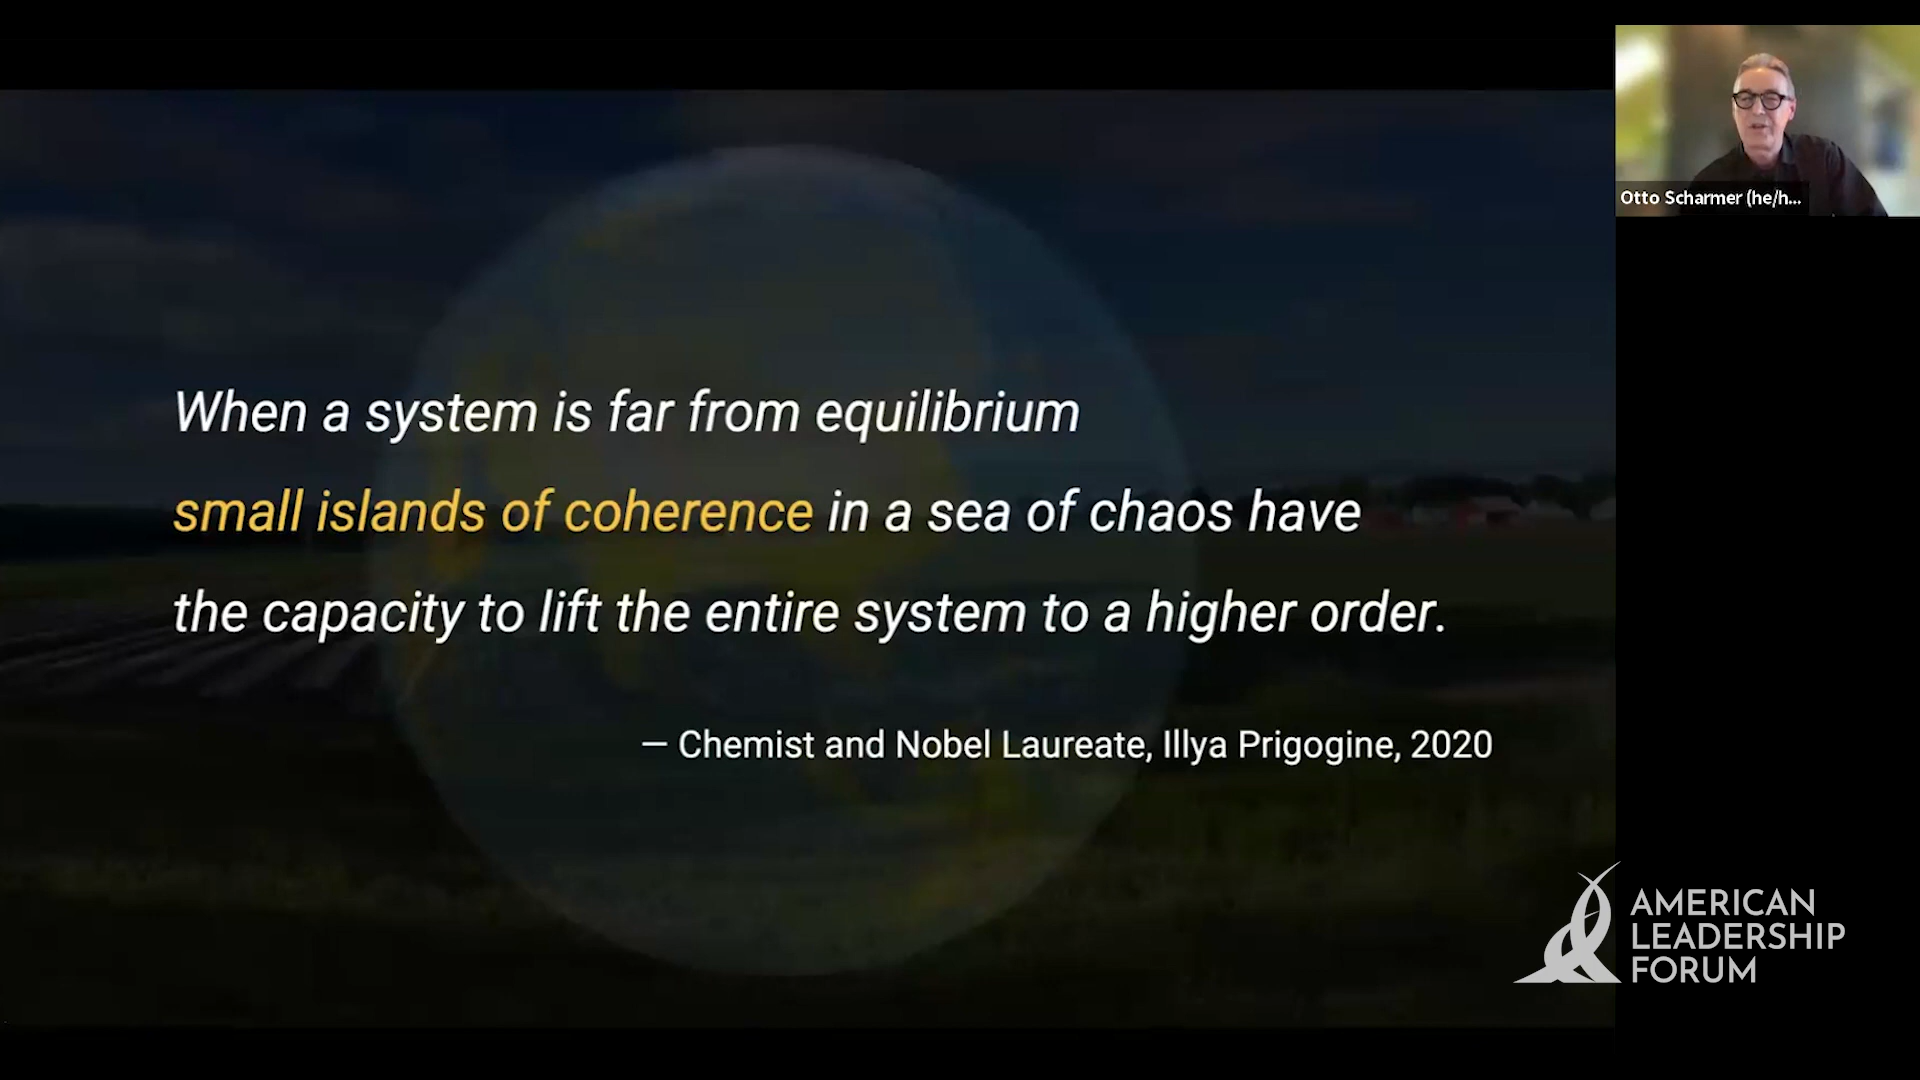 When a system is far from equilibrium
small islands of coherence in a sea of chaos have
the capacity to lift the entire system to a higher order.
— Chemist and Nobel Laureate, Illya Prigogine, 2020
Otto Scharmer (he/h...
AMERICAN
LEADERSHIP
FORUM